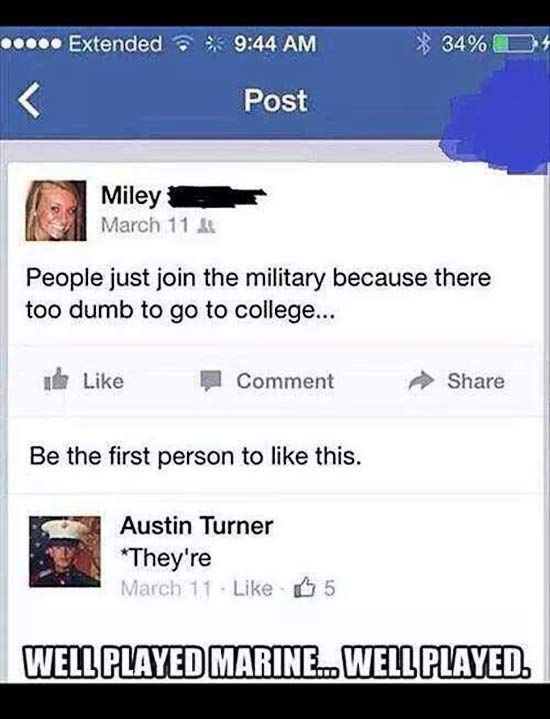 Extended 9:44 AM 34%
Post
Miley
March 11
People just join the military because there
too dumb to go to college...
Like Comment Share
Be the first person to like this.
Austin Turner
*They're
March 11 · Like · 5
WELL PLAYED MARINE... WELL PLAYED.